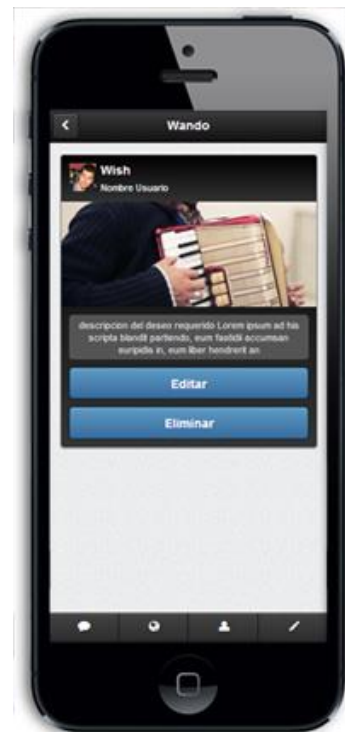 Wando
Wish
Nombre Usuario
descripcion del deseo requerido Lorem ipsum ad his
scripta blandit partiendo, eum fastidii accumsan
euripidis in, eum liber hendrerit an
Editar
Eliminar